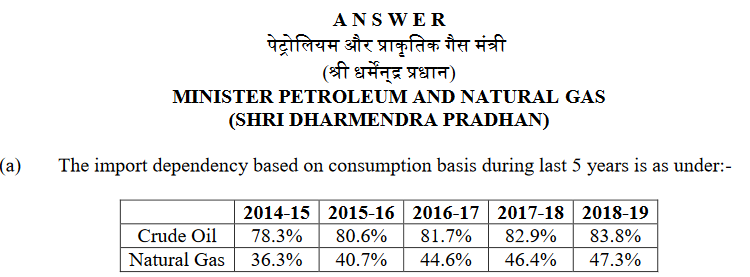 A N S W E R
पेट्रोलियम और प्राकृतिक गैस मंत्री
(श्री धर्मेन्द्र प्रधान)
MINISTER PETROLEUM AND NATURAL GAS
(SHRI DHARMENDRA PRADHAN)
(a) The import dependency based on consumption basis during last 5 years is as under:-
2014-15 2015-16 2016-17 2017-18 2018-19
Crude Oil 78.3% 80.6% 81.7% 82.9% 83.8%
Natural Gas 36.3% 40.7% 44.6% 46.4% 47.3%